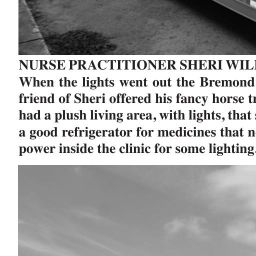 NURSE PRACTITIONER SHERI
When the lights went out the Bremond
friend of Sheri offered his fancy horse
had a plush living area, with lights, that
a good refrigerator for medicines that
power inside the clinic for some lighting.